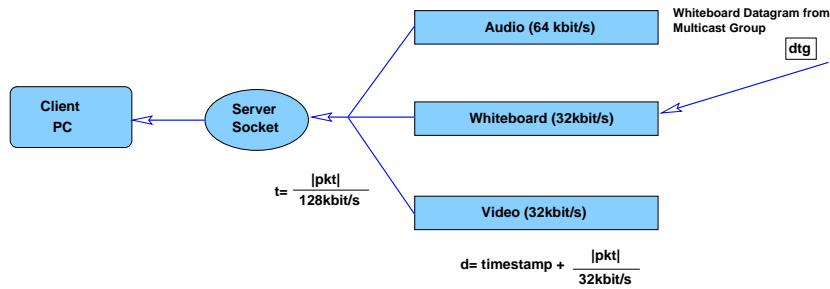 Audio (64 kbit/s)
Whiteboard Datagram from
Multicast Group
dtg
Client
PC
Server
Socket
Whiteboard (32kbit/s)
t= |pkt|
128kbit/s
Video (32kbit/s)
d= timestamp + |pkt|
32kbit/s